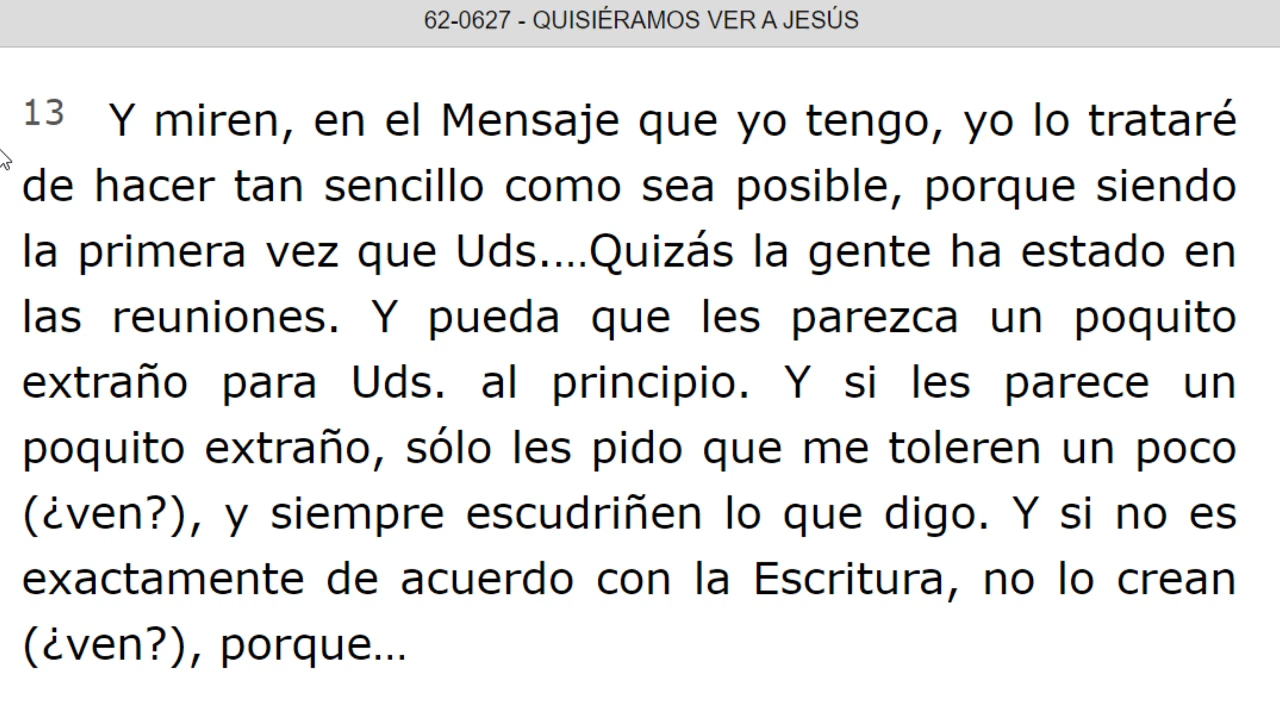 62-0627 - QUISIÉRAMOS VER A JESÚS
13 Y miren, en el Mensaje que yo tengo, yo lo trataré
de hacer tan sencillo como sea posible, porque siendo
la primera vez que Uds....Quizás la gente ha estado en
las reuniones. Y pueda que les parezca un poquito
extraño para Uds. al principio. Y si les parece un
poquito extraño, sólo les pido que me toleren un poco
(¿ven?), y siempre escudriñen lo que digo. Y si no es
exactamente de acuerdo con la Escritura, no lo crean
(¿ven?), porque...